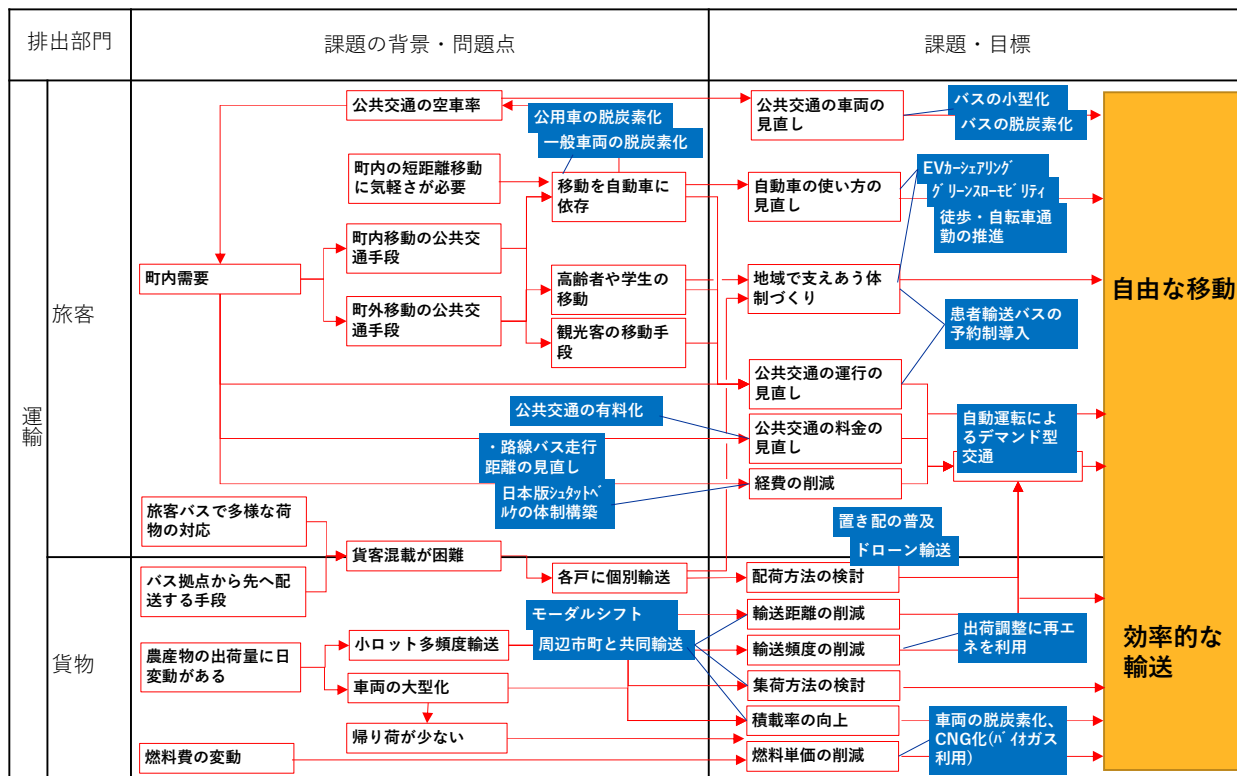 排出部門
課題の背景・問題点
課題・目標
運輸
旅客
貨物
公共交通の空車率
公用車の脱炭素化
一般車両の脱炭素化
町内の短距離移動
に気軽さが必要
移動を自動車に
依存
町内移動の公共交
通手段
町内需要
町外移動の公共交
通手段
高齢者や学生の
移動
観光客の移動手
段
公共交通の有料化
・路線バス走行
距離の見直し
日本版ｼｭﾀｯﾄﾍﾞ
ﾙｹの体制構築
旅客バスで多様な荷
物の対応
貨客混載が困難
バス拠点から先へ配
送する手段
各戸に個別輸送
モーダルシフト
周辺市町と共同輸送
小ロット多頻度輸送
農産物の出荷量に日
変動がある
車両の大型化
帰り荷が少ない
燃料費の変動
公共交通の車両の
見直し
バスの小型化
バスの脱炭素化
自動車の使い方の
見直し
EVｶｰｼｪｱﾘﾝｸﾞ
ｸﾞﾘｰﾝｽﾛｰﾓﾋﾞﾘﾃｨ
徒歩・自転車通
勤の推進
地域で支えあう体
制づくり
患者輸送バスの
予約制導入
公共交通の運行の
見直し
公共交通の料金の
見直し
自動運転によ
るデマンド型
交通
経費の削減
置き配の普及
ドローン輸送
配荷方法の検討
輸送距離の削減
輸送頻度の削減
出荷調整に再エ
ネを利用
集荷方法の検討
積載率の向上
燃料単価の削減
車両の脱炭素化、
CNG化(ﾊﾞｲｵｶﾞｽ
利用)
自由な移動
効率的な
輸送